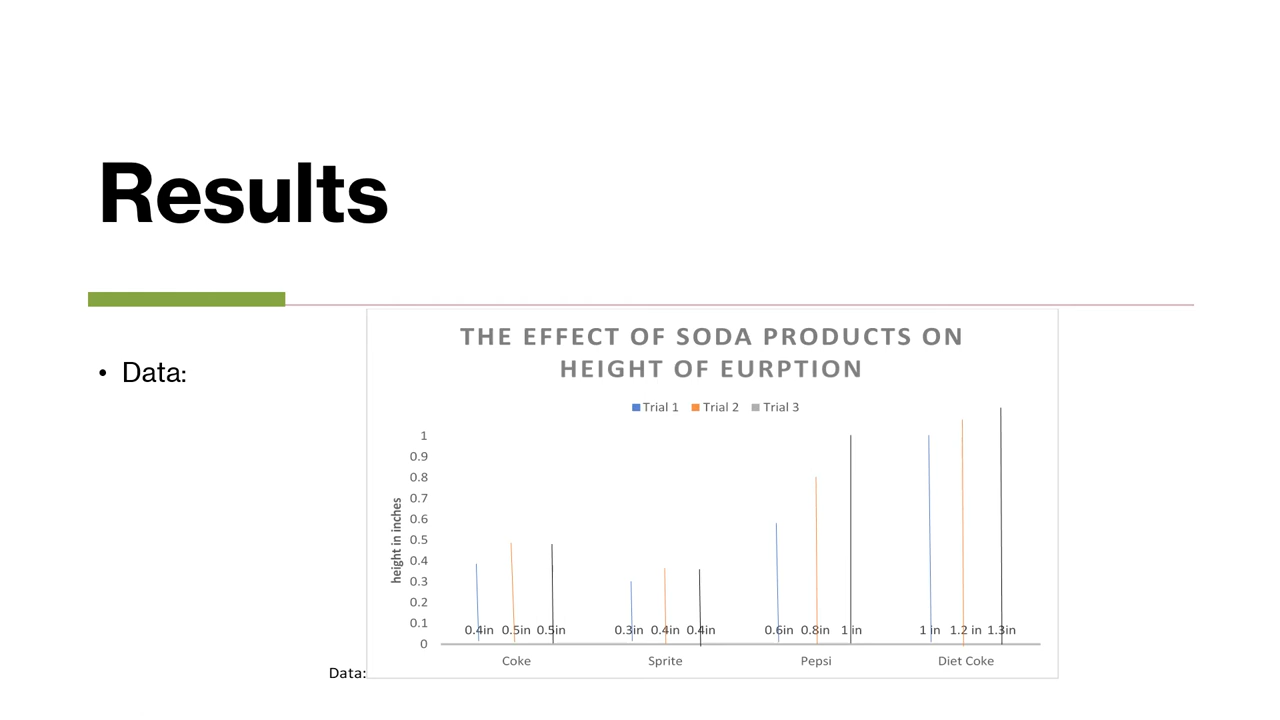 Results
• Data:
THE EFFECT OF SODA PRODUCTS ON
HEIGHT OF EURPTION
Trial 1 Trial 2 Trial 3
height in inches
1
0.9
0.8
0.7
0.6
0.5
0.4
0.3
0.2
0.1
0
0.4in 0.5in 0.5in 0.3in 0.4in 0.4in 0.6in 0.8in 1 in 1 in 1.2 in 1.3in
Coke Sprite Pepsi Diet Coke
Data: